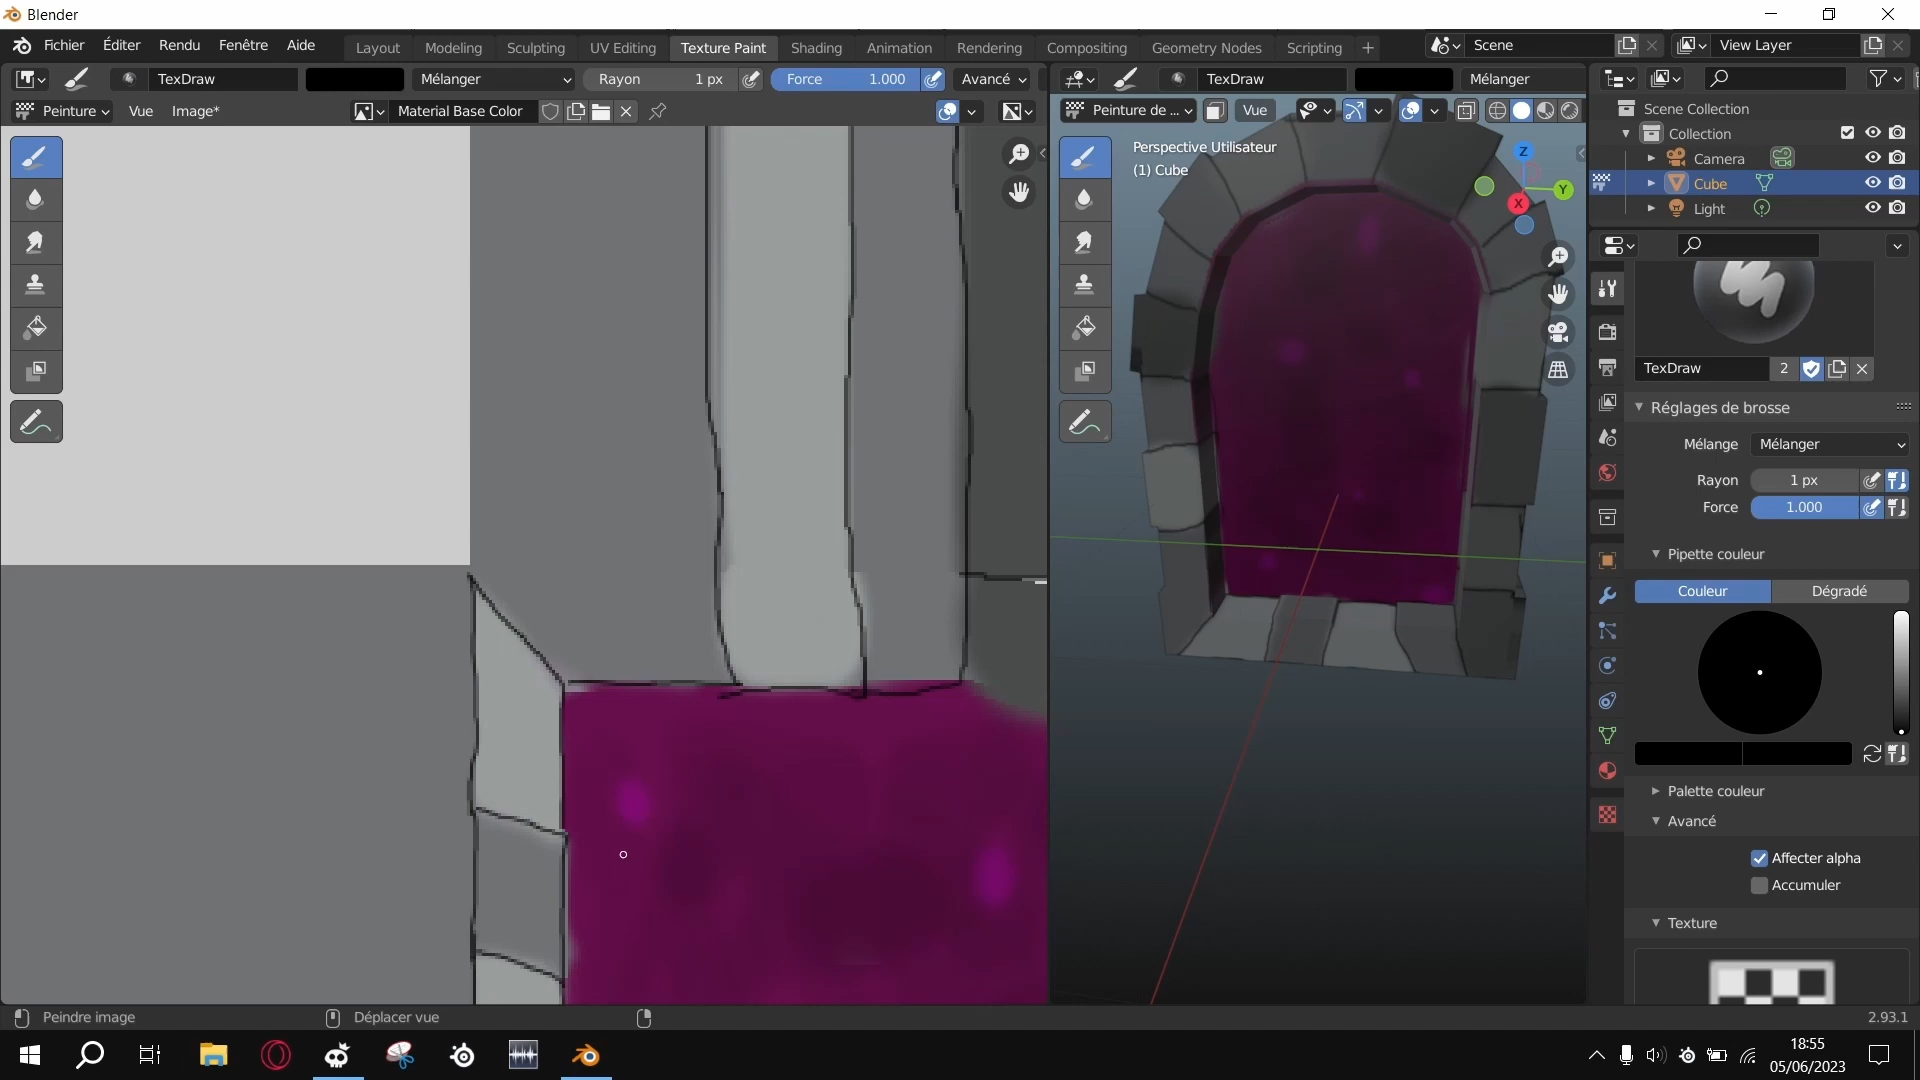 Blender
Fichier Éditer Rendu Fenêtre Aide Layout Modeling Sculpting UV Editing Texture Paint Shading Animation Rendering Compositing Geometry Nodes Scripting + Scene View Layer
TexDraw Mélanger Rayon 1 px Force 1.000 Avancé TexDraw Mélanger
Peinture Vue Image* Material Base Color Peinture de ... Vue
Scene Collection
Collection
Camera
Cube
Light
Perspective Utilisateur
(1) Cube
Z
Y
X
TexDraw 2
Réglages de brosse
Mélange Mélanger
Rayon 1 px
Force 1.000
Pipette couleur
Couleur Dégradé
Palette couleur
Avancé
Affecter alpha
Accumuler
Texture
Peindre image Déplacer vue 2.93.1
18:55
05/06/2023